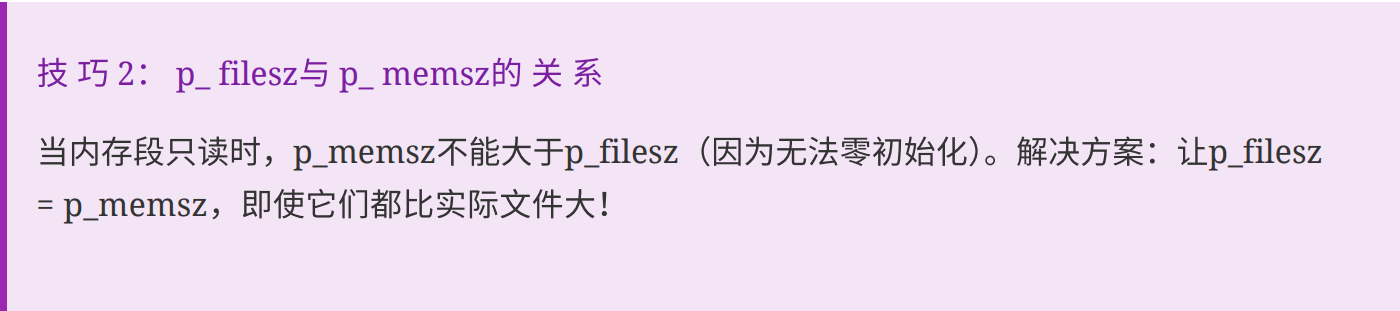 技 巧 2： p_ filesz与 p_ memsz的 关 系
当内存段只读时，p_memsz不能大于p_filesz（因为无法零初始化）。解决方案：让p_filesz
= p_memsz，即使它们都比实际文件大！